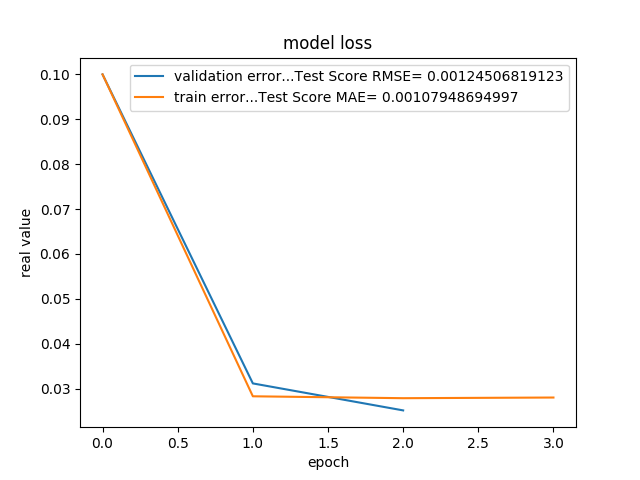 model loss
validation error...Test Score RMSE= 0.00124506819123
train error...Test Score MAE= 0.00107948694997
0.10
0.09
0.08
0.07
0.06
0.05
0.04
0.03
real value
0.0 0.5 1.0 1.5 2.0 2.5 3.0
epoch